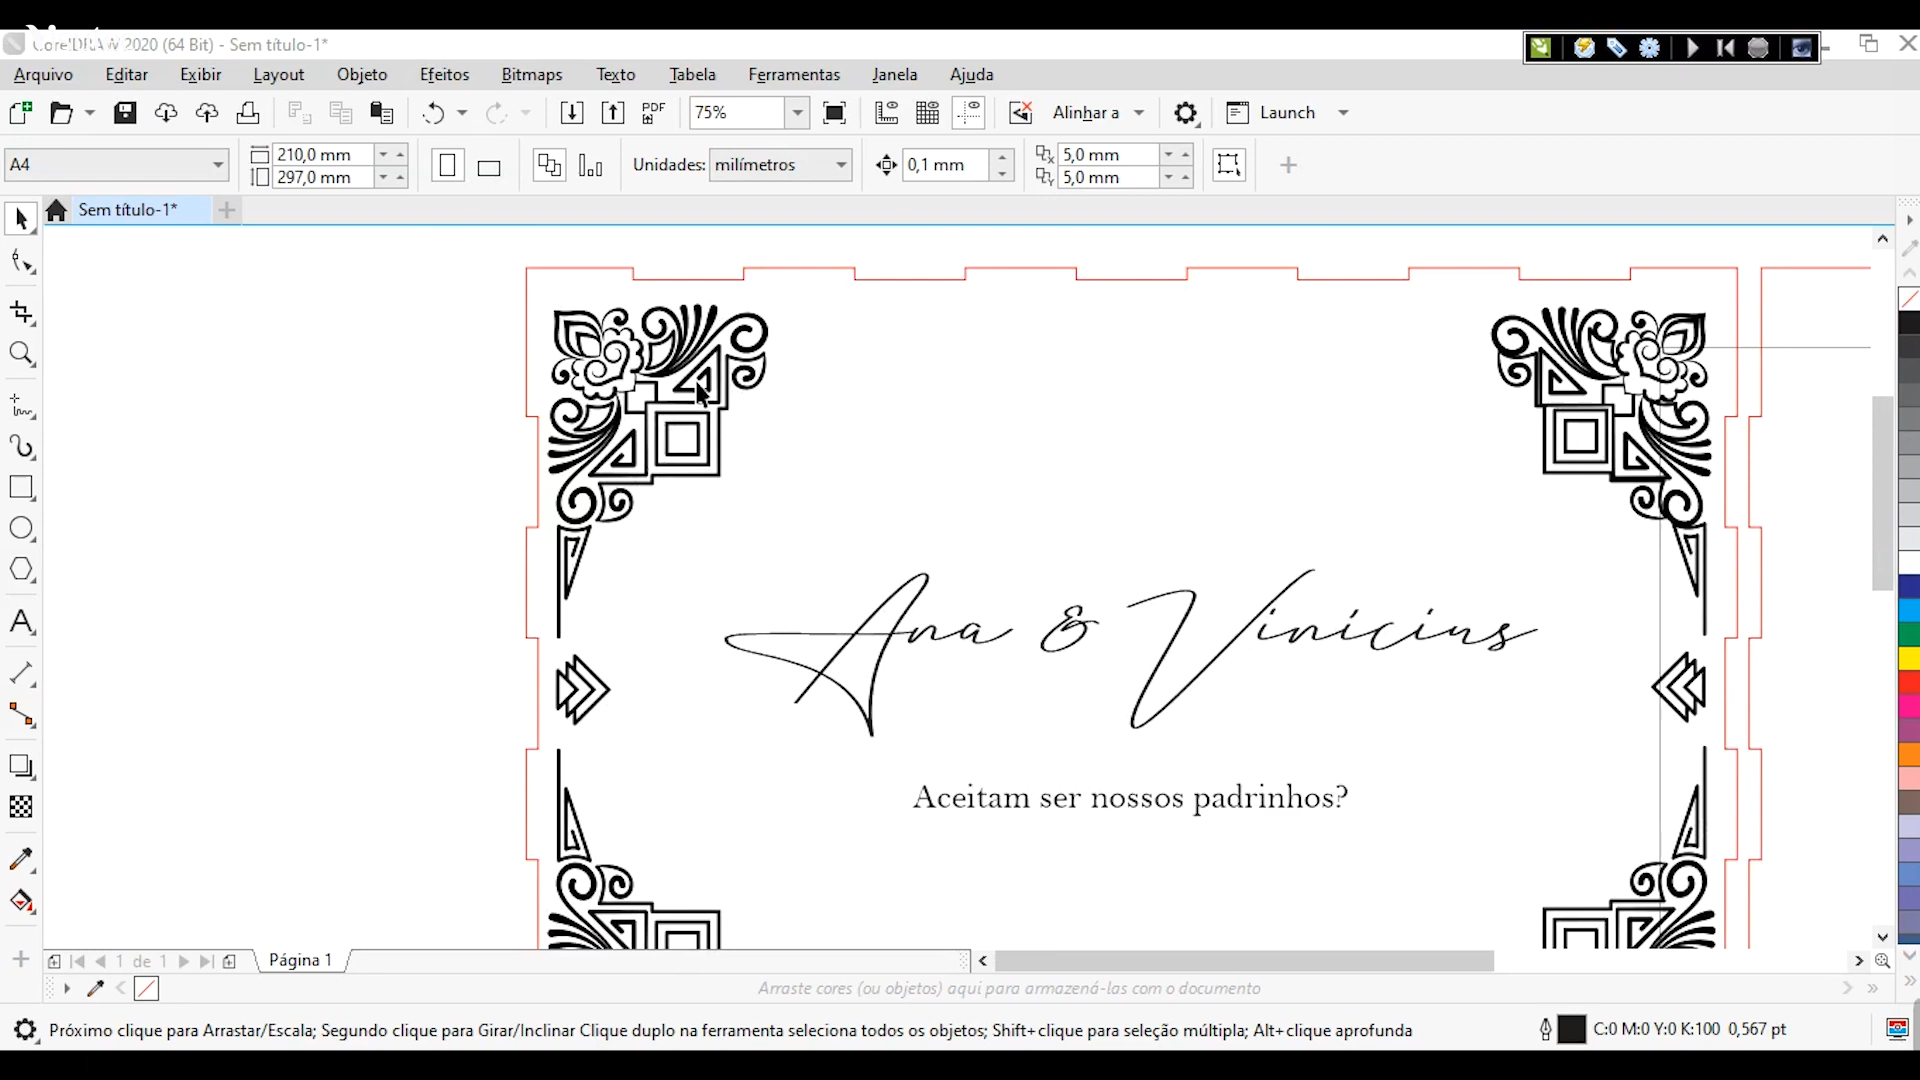 CorelDRAW 2020 (64 Bit) - Sem título-1*
Arquivo Editar Exibir Layout Objeto Efeitos Bitmaps Texto Tabela Ferramentas Janela Ajuda
PDF 75% Alinhar a Launch
A4 210,0 mm 297,0 mm Unidades: milímetros 0,1 mm 5,0 mm 5,0 mm
Sem título-1*
Ana & Vinicius
Aceitam ser nossos padrinhos?
1 de 1 Página 1
Arraste cores (ou objetos) aqui para armazená-las com o documento
Próximo clique para Arrastar/Escala; Segundo clique para Girar/Inclinar Clique duplo na ferramenta seleciona todos os objetos; Shift+clique para seleção múltipla; Alt+clique aprofunda C:0 M:0 Y:0 K:100 0,567 pt